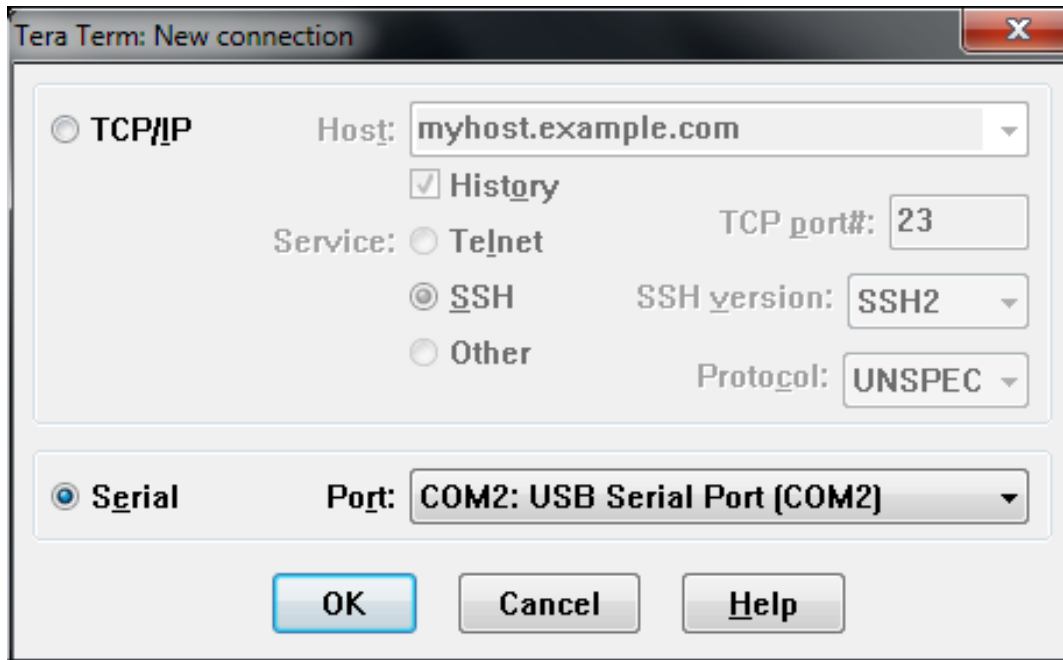 Tera Term: New connection
TCP/IP Host: myhost.example.com
History
TCP port#: 23
Service: Telnet
SSH SSH version: SSH2
Other
Protocol: UNSPEC
Serial Port: COM2: USB Serial Port (COM2)
OK Cancel Help